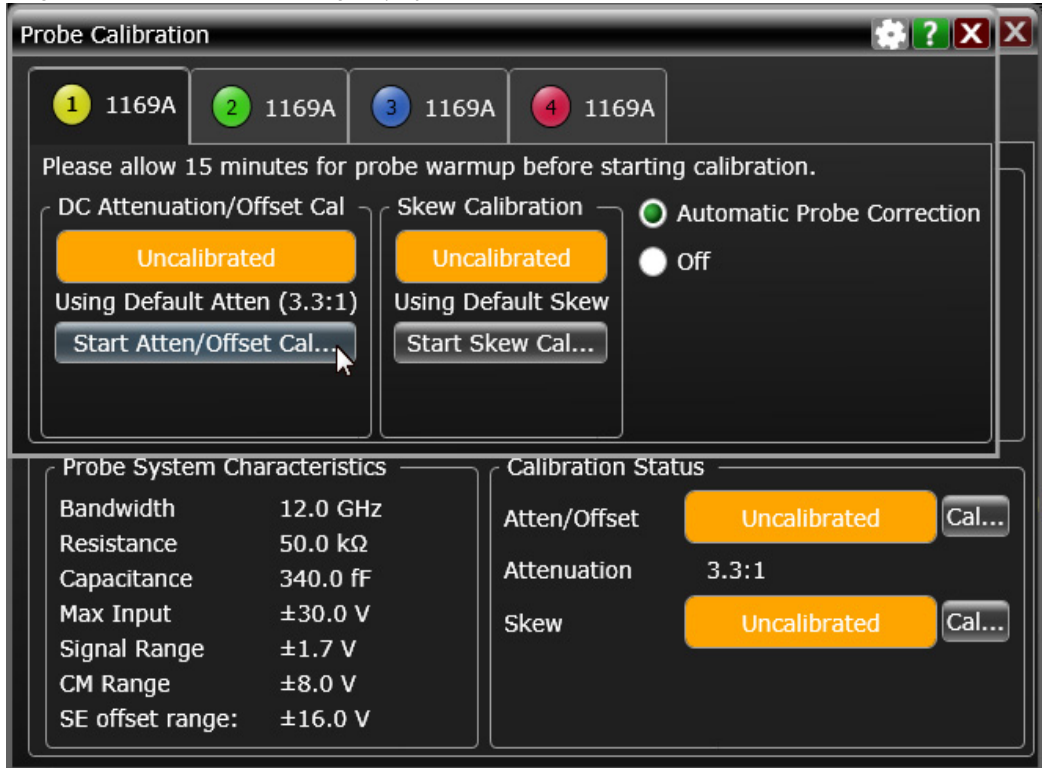 Probe Calibration
? X X
1 1169A 2 1169A 3 1169A 4 1169A
Please allow 15 minutes for probe warmup before starting calibration.
DC Attenuation/Offset Cal Skew Calibration Automatic Probe Correction
Uncalibrated Uncalibrated Off
Using Default Atten (3.3:1) Using Default Skew
Start Atten/Offset Cal... Start Skew Cal...
Probe System Characteristics
Bandwidth 12.0 GHz
Resistance 50.0 kΩ
Capacitance 340.0 fF
Max Input ±30.0 V
Signal Range ±1.7 V
CM Range ±8.0 V
SE offset range: ±16.0 V
Calibration Status
Atten/Offset Uncalibrated Cal...
Attenuation 3.3:1
Skew Uncalibrated Cal...